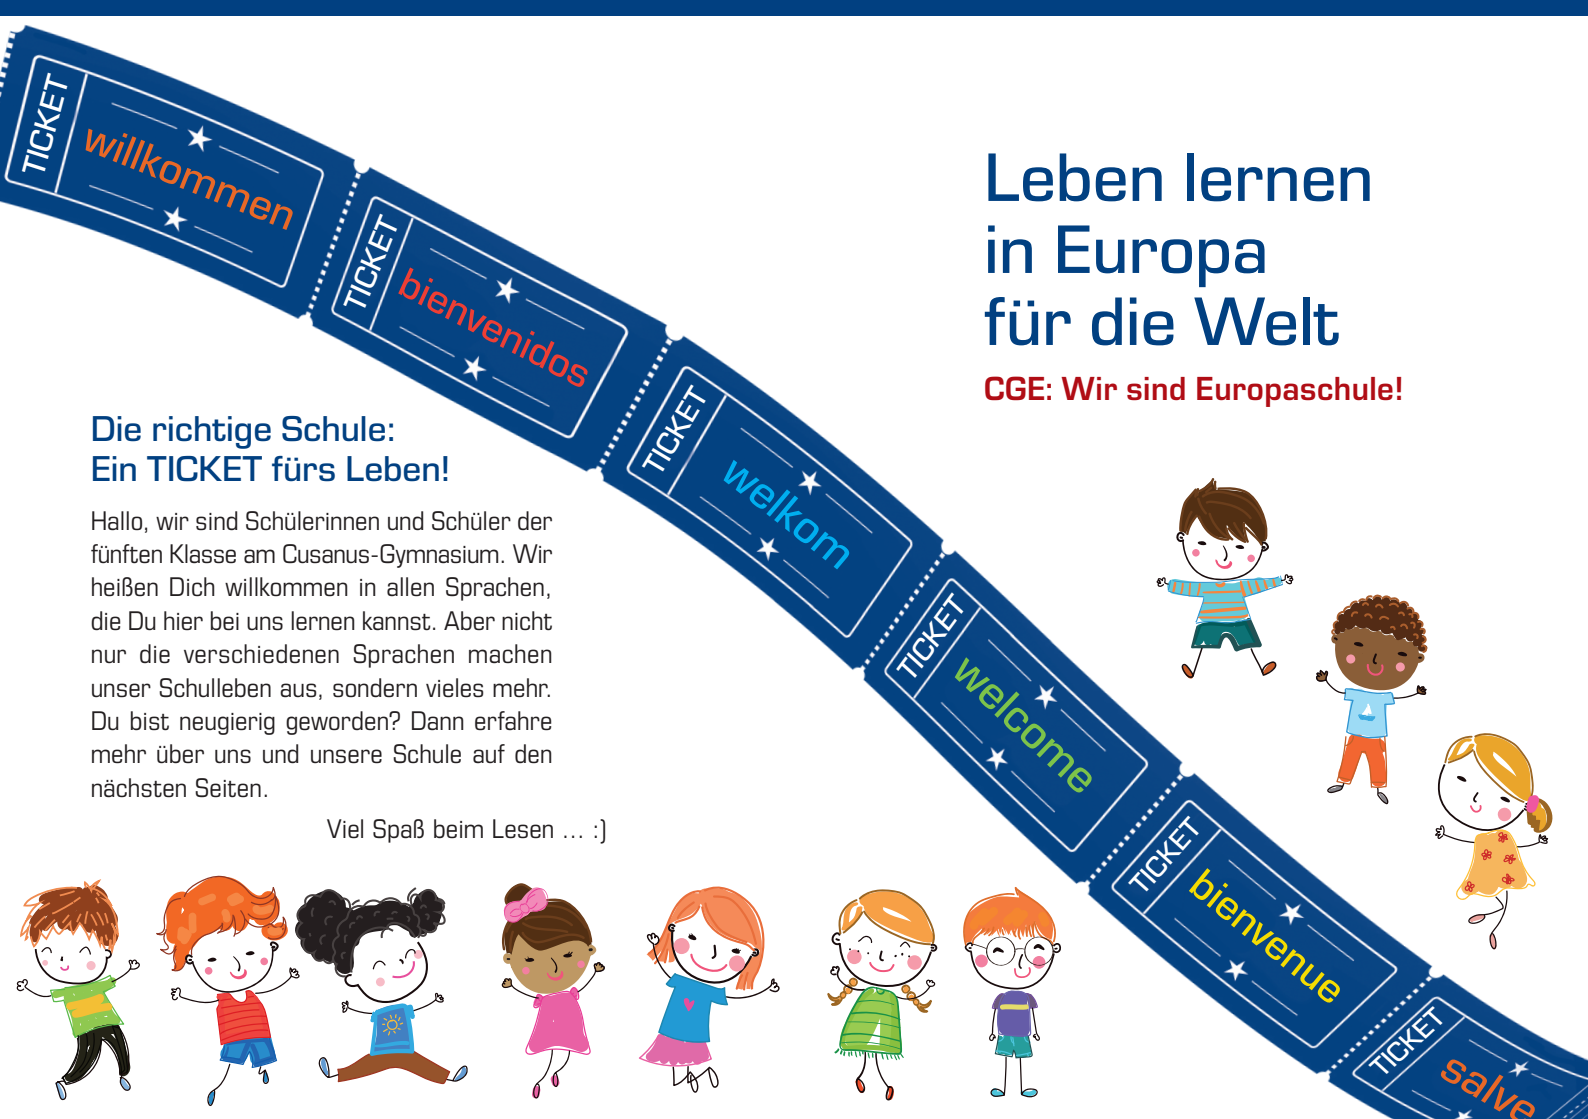 TICKET
willkommen
TICKET
bienvenidos
TICKET
welkom
TICKET
welcome
TICKET
bienvenue
TICKET
salve
Leben lernen
in Europa
für die Welt
CGE: Wir sind Europaschule!
Die richtige Schule:
Ein TICKET fürs Leben!
Hallo, wir sind Schülerinnen und Schüler der
fünften Klasse am Cusanus-Gymnasium. Wir
heißen Dich willkommen in allen Sprachen,
die Du hier bei uns lernen kannst. Aber nicht
nur die verschiedenen Sprachen machen
unser Schulleben aus, sondern vieles mehr.
Du bist neugierig geworden? Dann erfahre
mehr über uns und unsere Schule auf den
nächsten Seiten.
Viel Spaß beim Lesen ... :)